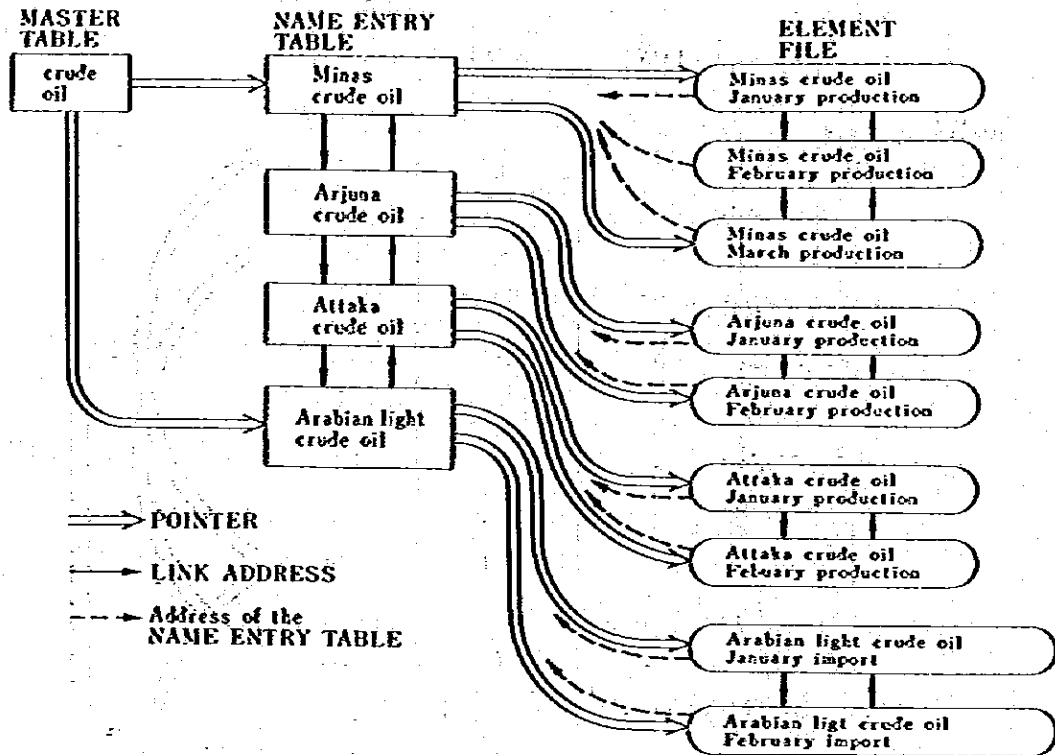 MASTER
TABLE
crude
oil
NAME ENTRY
TABLE
Minas
crude oil
Arjuna
crude oil
Attaka
crude oil
Arabian light
crude oil
ELEMENT
FILE
Minas crude oil
January production
Minas crude oil
February production
Minas crude oil
March production
Arjuna crude oil
January production
Arjuna crude oil
February production
Attaka crude oil
January production
Attaka crude oil
Febuary production
Arabian light crude oil
January import
Arabian ligt crude oil
February import
POINTER
LINK ADDRESS
Address of the
NAME ENTRY TABLE